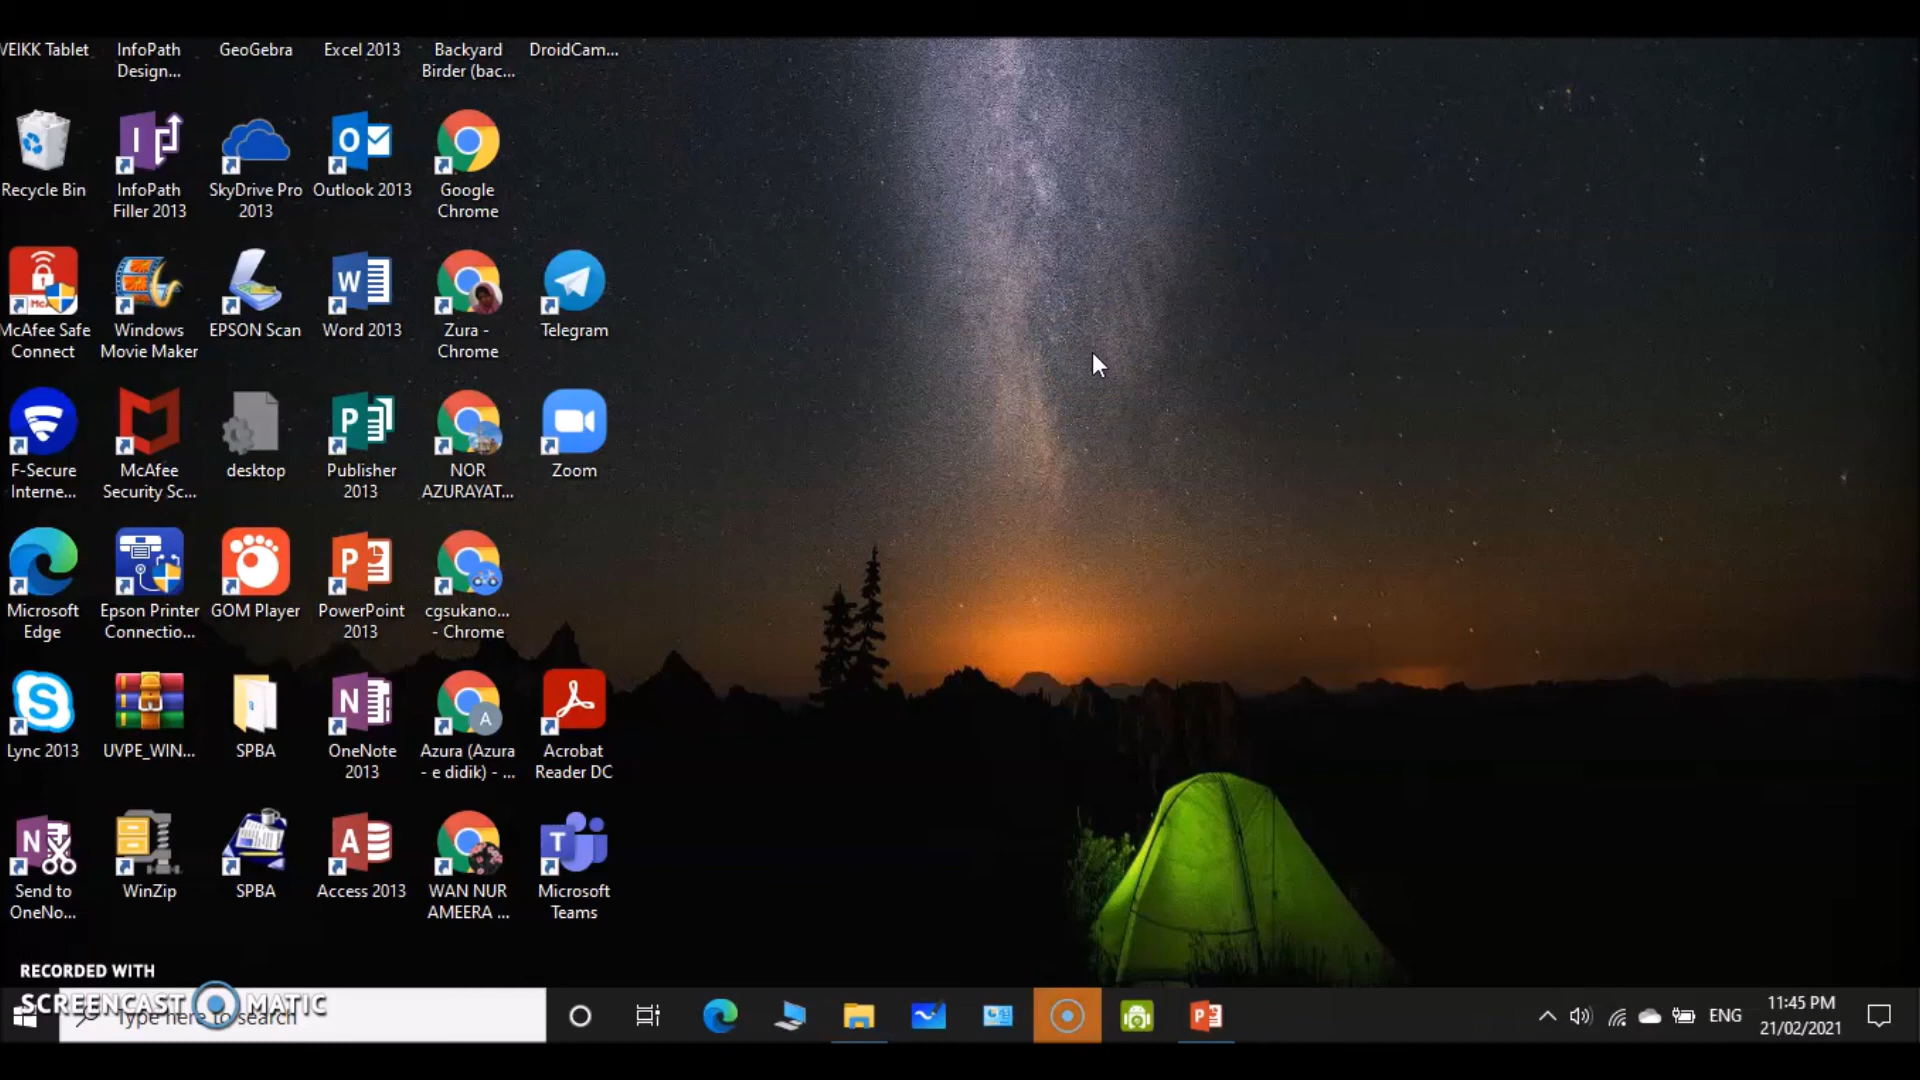 VEIKK Tablet
InfoPath
Design...
GeoGebra
Excel 2013
Backyard
Birder (bac...
DroidCam...
Recycle Bin
InfoPath
Filler 2013
SkyDrive Pro
2013
Outlook 2013
Google
Chrome
McAfee Safe
Connect
Windows
Movie Maker
EPSON Scan
Word 2013
Zura -
Chrome
Telegram
F-Secure
Interne...
McAfee
Security Sc...
desktop
Publisher
2013
NOR
AZURAYAT...
Zoom
Microsoft
Edge
Epson Printer
Connectio...
GOM Player
PowerPoint
2013
cgsukano...
- Chrome
Lync 2013
UVPE_WIN...
SPBA
OneNote
2013
Azura (Azura
- e didik) - ...
Acrobat
Reader DC
Send to
OneNo...
WinZip
SPBA
Access 2013
WAN NUR
AMEERA ...
Microsoft
Teams
RECORDED WITH
SCREENCAST MATIC
Type here to search
ENG
11:45 PM
21/02/2021